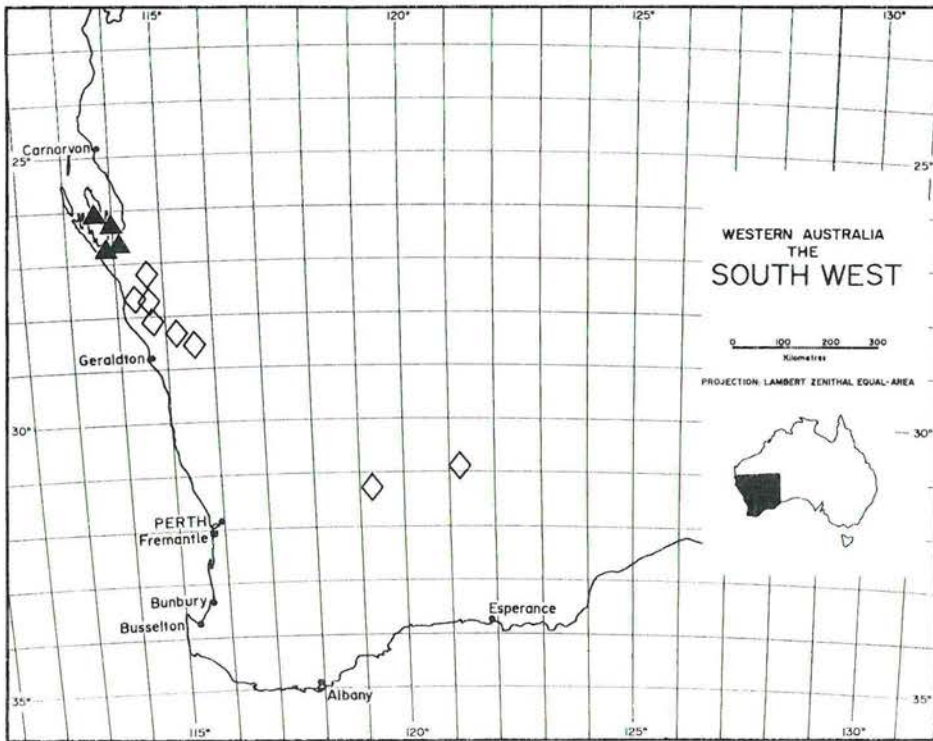 115°
120°
125°
130°
Carnarvon
25°
25°
WESTERN AUSTRALIA
THE
SOUTH WEST
0 100 200 300
Kilometres
Geraldton
PROJECTION: LAMBERT ZENITHAL EQUAL-AREA
30°
30°
PERTH
Fremantle
Bunbury
Busselton
Esperance
Albany
35°
35°
115°
120°
125°
130°